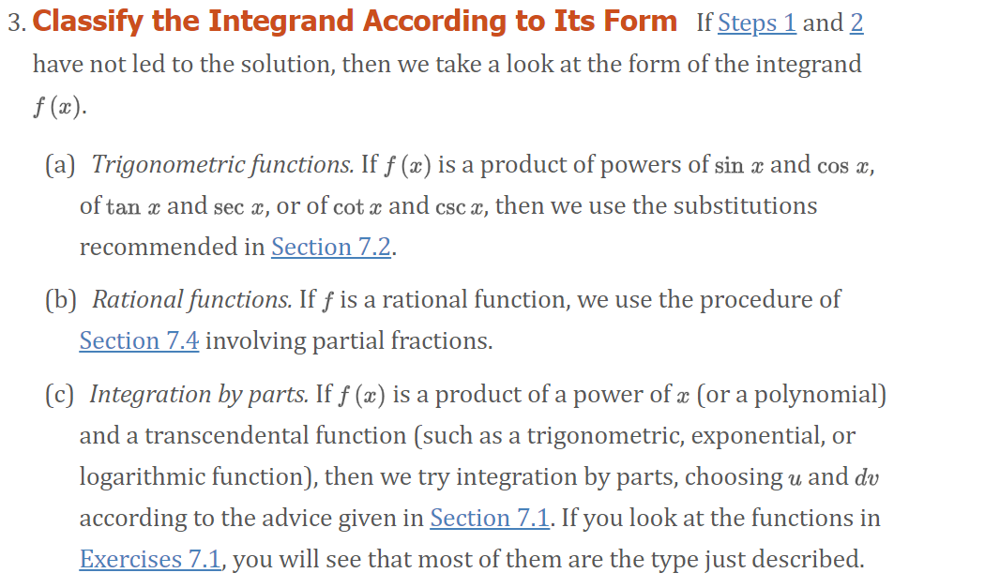 3. Classify the Integrand According to Its Form If Steps 1 and 2
have not led to the solution, then we take a look at the form of the integrand
f (x).
(a) Trigonometric functions. If f (x) is a product of powers of sin x and cos x,
of tan x and sec x, or of cot x and csc x, then we use the substitutions
recommended in Section 7.2.
(b) Rational functions. If f is a rational function, we use the procedure of
Section 7.4 involving partial fractions.
(c) Integration by parts. If f (x) is a product of a power of x (or a polynomial)
and a transcendental function (such as a trigonometric, exponential, or
logarithmic function), then we try integration by parts, choosing u and dv
according to the advice given in Section 7.1. If you look at the functions in
Exercises 7.1, you will see that most of them are the type just described.